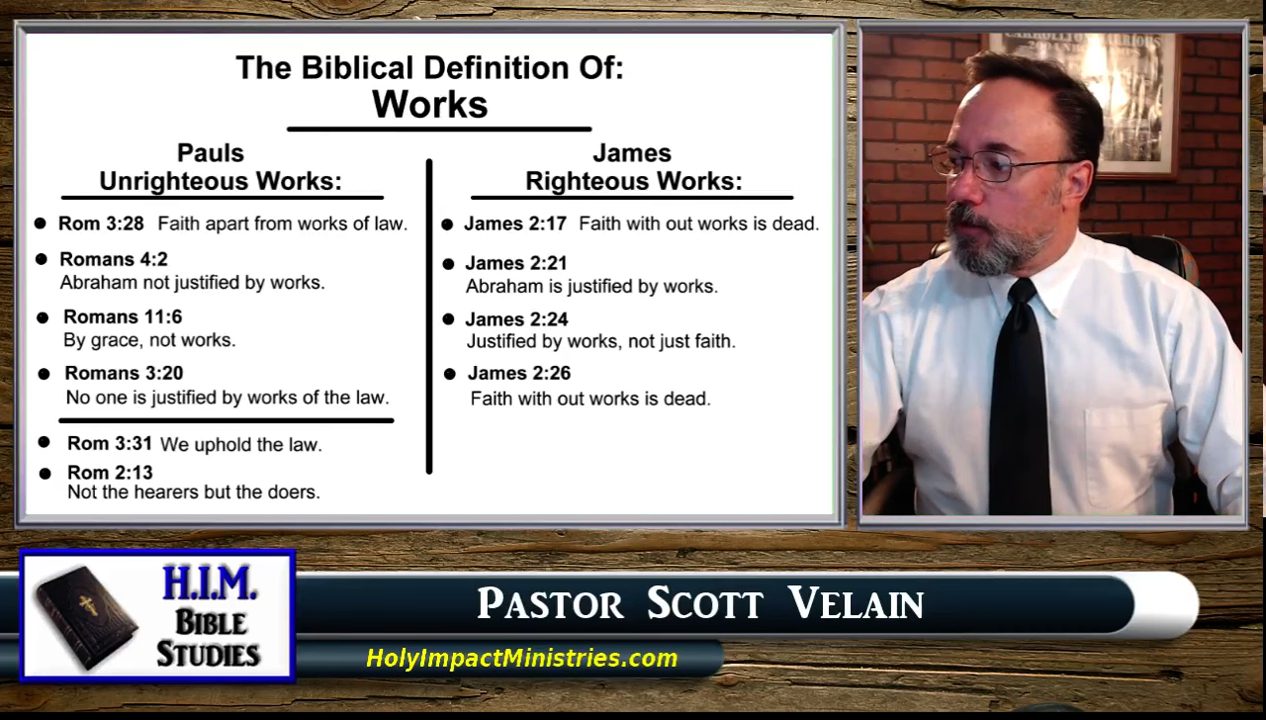 The Biblical Definition Of:
Works
Pauls
Unrighteous Works:
Rom 3:28 Faith apart from works of law.
Romans 4:2
Abraham not justified by works.
Romans 11:6
By grace, not works.
Romans 3:20
No one is justified by works of the law.
Rom 3:31 We uphold the law.
Rom 2:13
Not the hearers but the doers.
James
Righteous Works:
James 2:17 Faith with out works is dead.
James 2:21
Abraham is justified by works.
James 2:24
Justified by works, not just faith.
James 2:26
Faith with out works is dead.
H.I.M.
BIBLE
STUDIES
PASTOR SCOTT VELAIN
HolyImpactMinistries.com